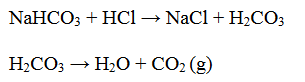 NaHCO₃ + HCl → NaCl + H₂CO₃
H₂CO₃ → H₂O + CO₂ (g)